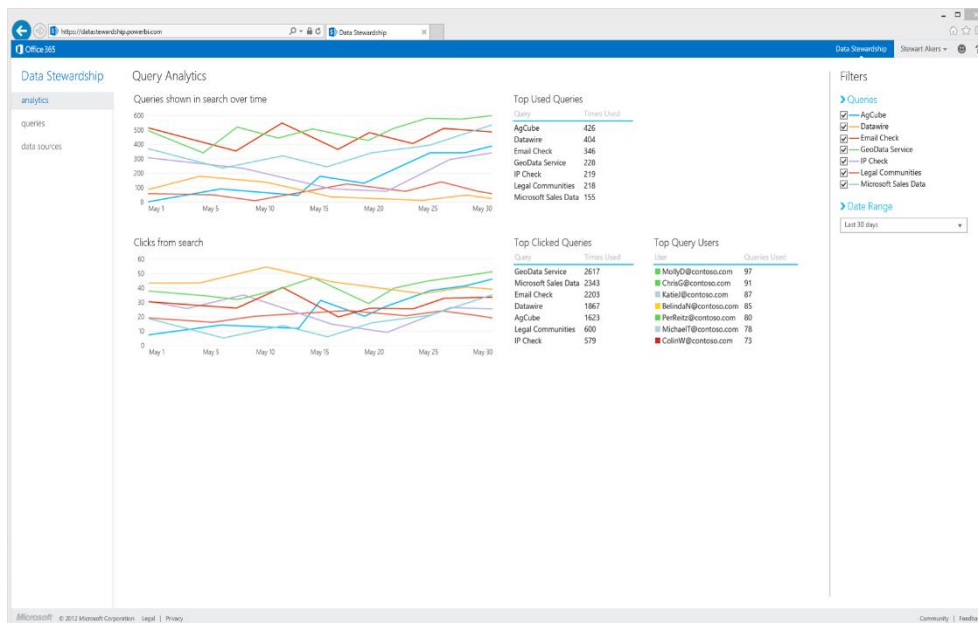 https://datastewardship.powerbi.com
Data Stewardship
Office 365
Data Stewardship Stewart Akers
?
Data Stewardship
analytics
queries
data sources
Query Analytics
Queries shown in search over time
600
500
400
300
200
100
0
May 1 May 5 May 10 May 15 May 20 May 25 May 30
Top Used Queries
Query Times Used
AgCube 426
Datawire 404
Email Check 346
GeoData Service 228
IP Check 219
Legal Communities 218
Microsoft Sales Data 155
Clicks from search
60
50
40
30
20
10
0
May 1 May 5 May 10 May 15 May 20 May 25 May 30
Top Clicked Queries
Query Times Used
GeoData Service 2617
Microsoft Sales Data 2343
Email Check 2203
Datawire 1867
AgCube 1623
Legal Communities 600
IP Check 579
Top Query Users
User Queries Used
MollyD@contoso.com 97
ChrisG@contoso.com 91
KatieJ@contoso.com 87
BelindaN@contoso.com 85
PerReitz@contoso.com 80
MichaelT@contoso.com 78
ColinW@contoso.com 73
Filters
Queries
AgCube
Datawire
Email Check
GeoData Service
IP Check
Legal Communities
Microsoft Sales Data
Date Range
Last 30 days
Microsoft © 2012 Microsoft Corporation Legal | Privacy
Community | Feedba